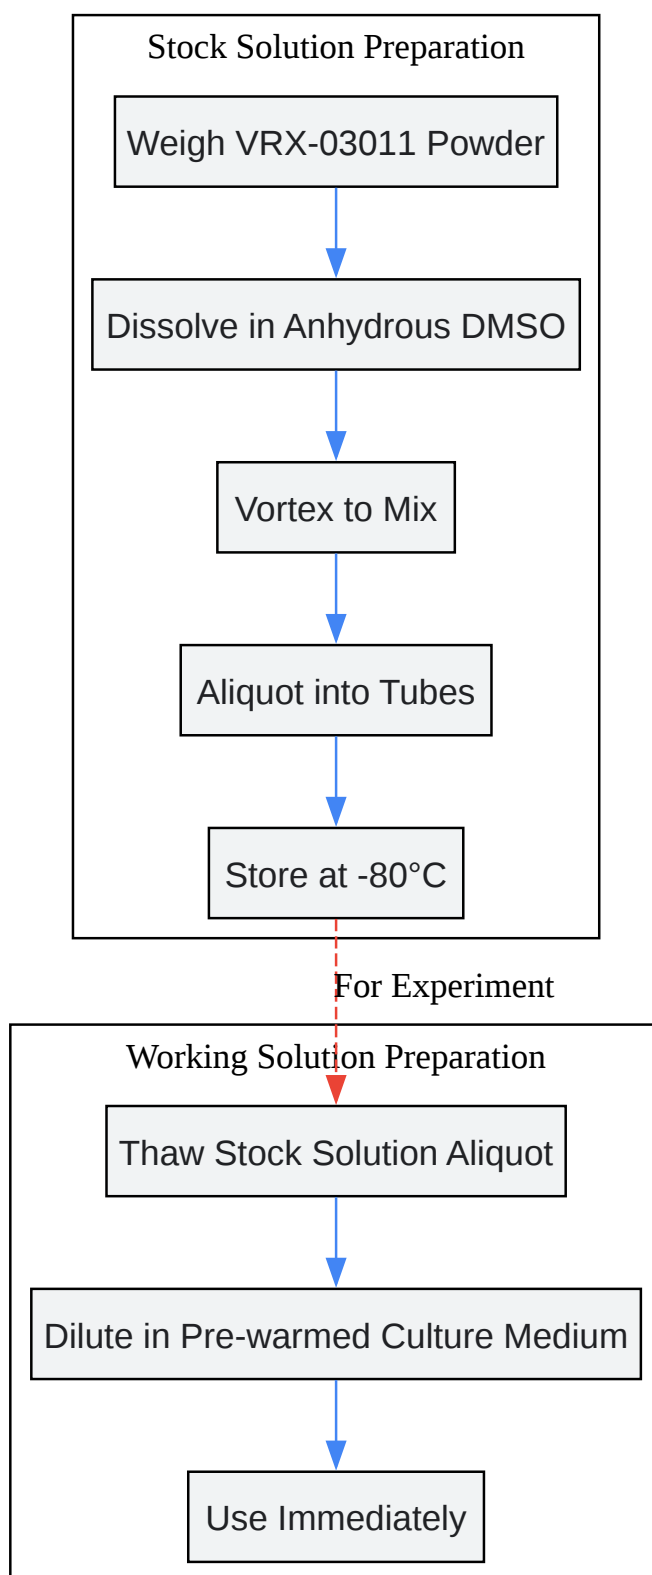 Stock Solution Preparation
Weigh VRX-03011 Powder
Dissolve in Anhydrous DMSO
Vortex to Mix
Aliquot into Tubes
Store at -80°C
For Experiment
Working Solution Preparation
Thaw Stock Solution Aliquot
Dilute in Pre-warmed Culture Medium
Use Immediately